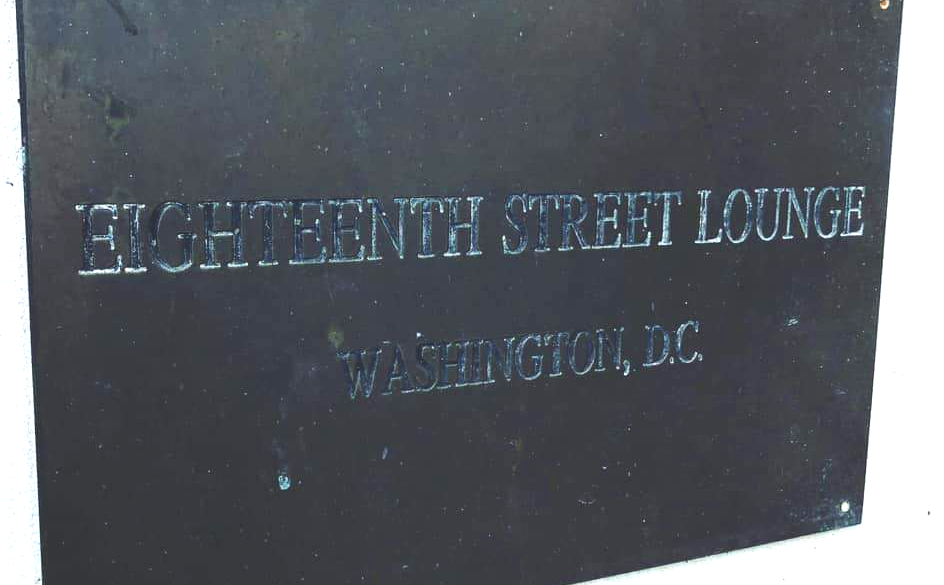 EIGHTEENTH STREET LOUNGE
WASHINGTON, D.C.